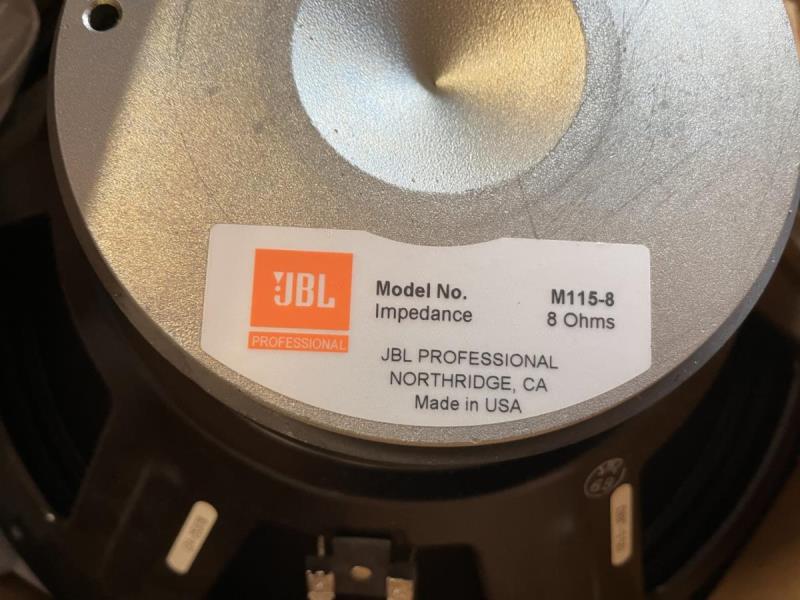 JBL
PROFESSIONAL
Model No. M115-8
Impedance 8 Ohms
JBL PROFESSIONAL
NORTHRIDGE, CA
Made in USA